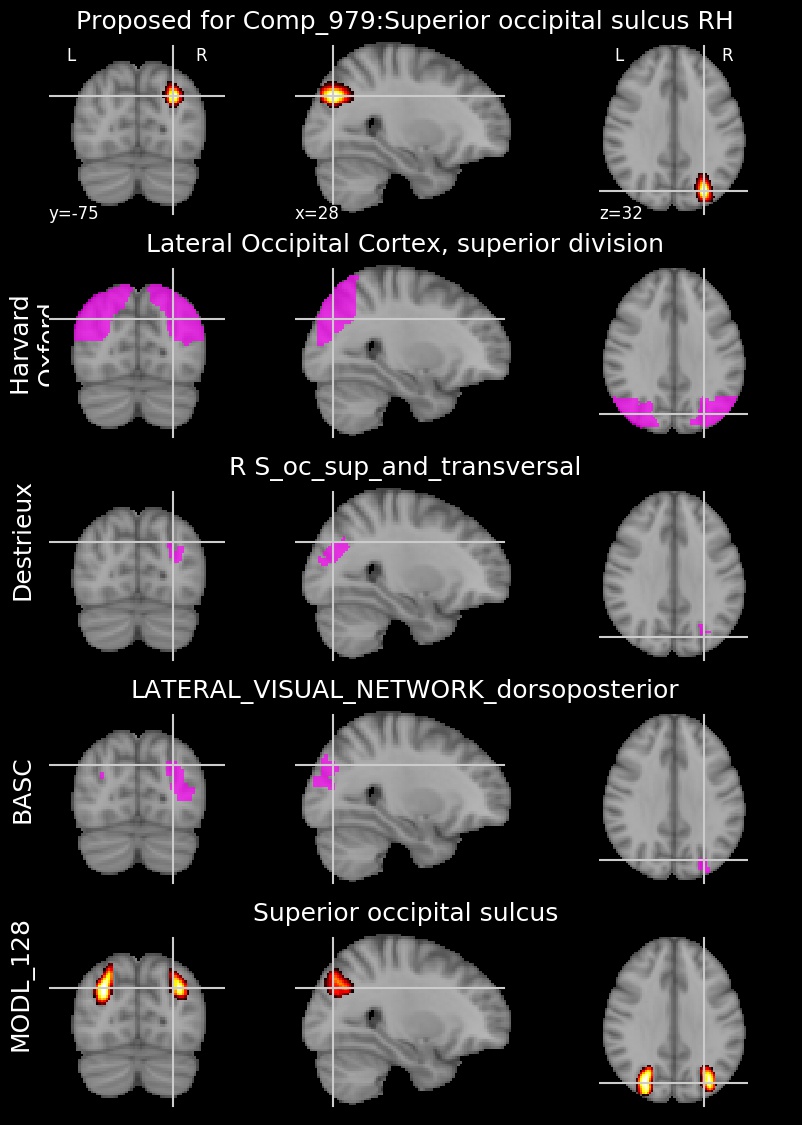 Proposed for Comp_979:Superior occipital sulcus RH
L R L R
y=-75 x=28 z=32
Lateral Occipital Cortex, superior division
Harvard
Oxford
R S_oc_sup_and_transversal
Destrieux
LATERAL_VISUAL_NETWORK_dorsoposterior
BASC
Superior occipital sulcus
MODL_128